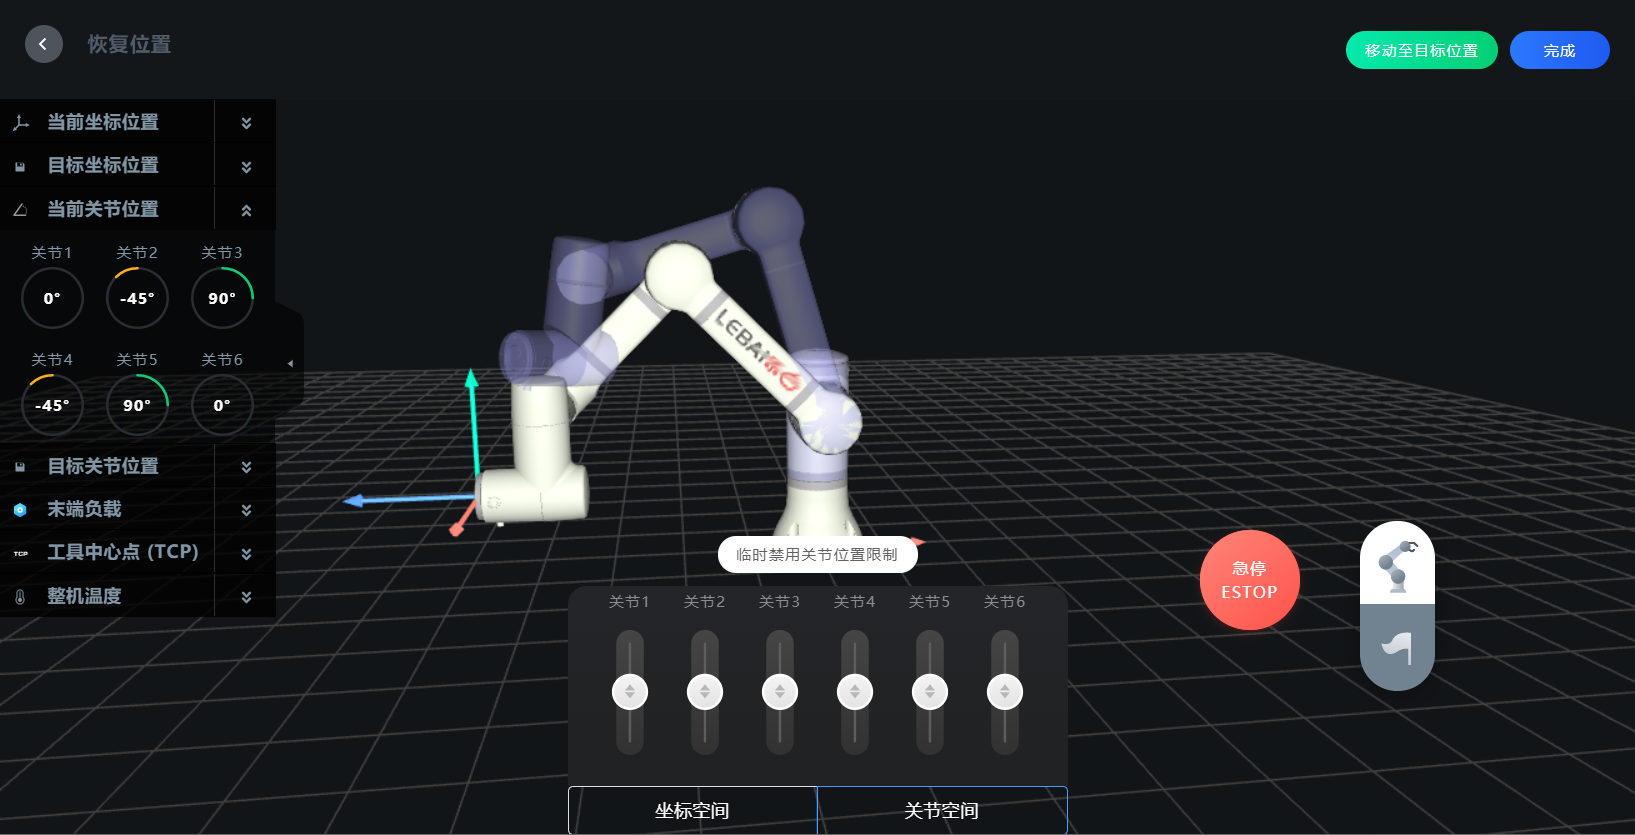 恢复位置
移动至目标位置
完成
当前坐标位置
目标坐标位置
当前关节位置
关节1
关节2
关节3
0°
-45°
90°
关节4
关节5
关节6
-45°
90°
0°
目标关节位置
末端负载
TCP
工具中心点 (TCP)
整机温度
临时禁用关节位置限制
关节1
关节2
关节3
关节4
关节5
关节6
坐标空间
关节空间
急停
ESTOP